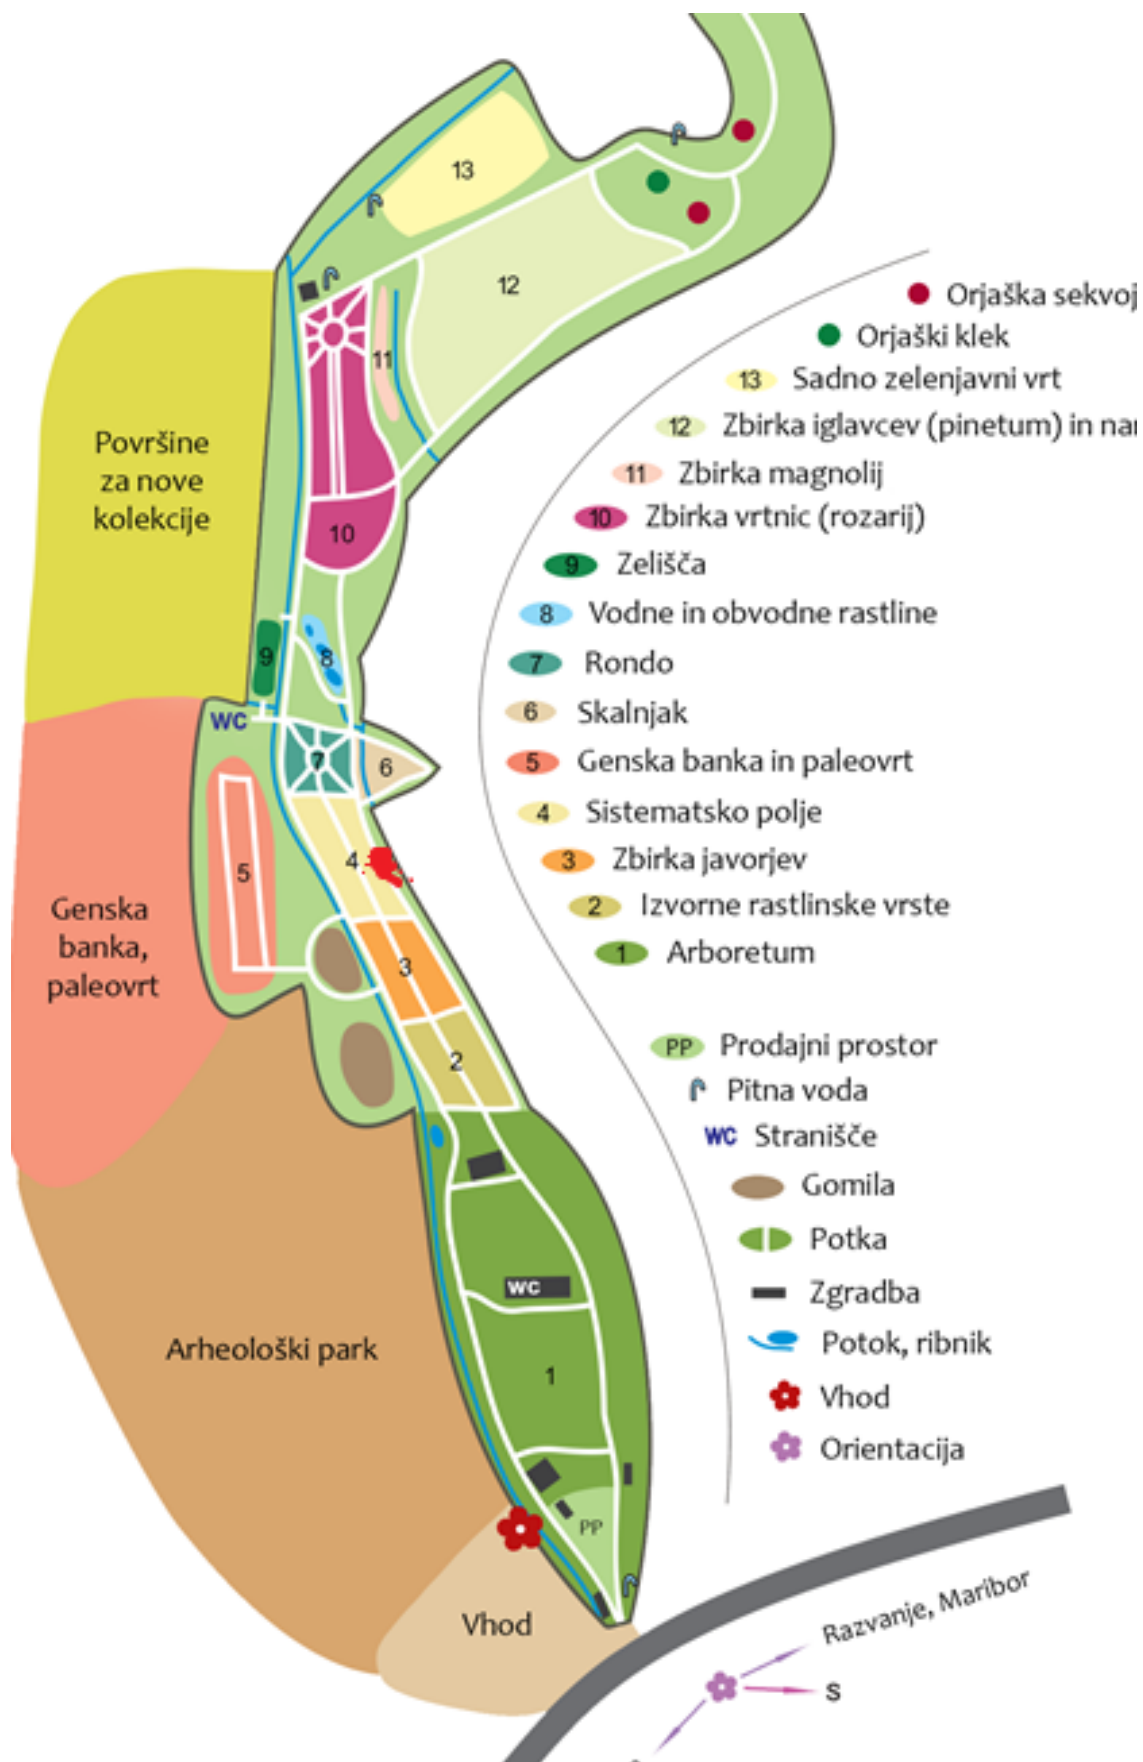 13
12
11
10
9
8
WC
7
6
5
4
3
2
WC
1
PP
Površine
za nove
kolekcije
Genska
banka,
paleovrt
Arheološki park
Vhod
Orjaška sekvoj
Orjaški klek
13 Sadno zelenjavni vrt
12 Zbirka iglavcev (pinetum) in
11 Zbirka magnolij
10 Zbirka vrtnic (rozarij)
9 Zelišča
8 Vodne in obvodne rastline
7 Rondo
6 Skalnjak
5 Genska banka in paleovrt
4 Sistematsko polje
3 Zbirka javorjev
2 Izvorne rastlinske vrste
1 Arboretum
PP Prodajni prostor
Pitna voda
WC Stranišče
Gomila
Potka
Zgradba
Potok, ribnik
Vhod
Orientacija
Razvanje, Maribor
S